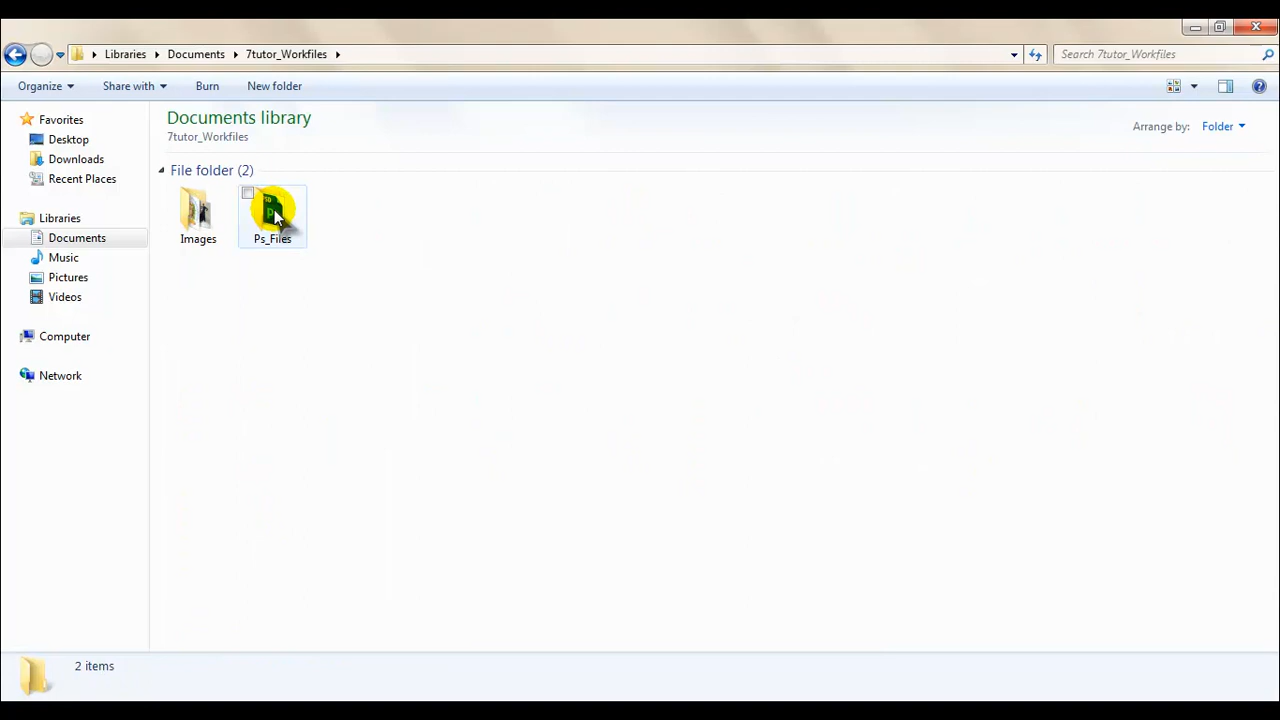 Libraries Documents 7tutor_Workfiles
Search 7tutor_Workfiles
Organize Share with Burn New folder
Favorites
Desktop
Downloads
Recent Places
Libraries
Documents
Music
Pictures
Videos
Computer
Network
Documents library
7tutor_Workfiles
Arrange by: Folder
File folder (2)
Images
Ps_Files
2 items